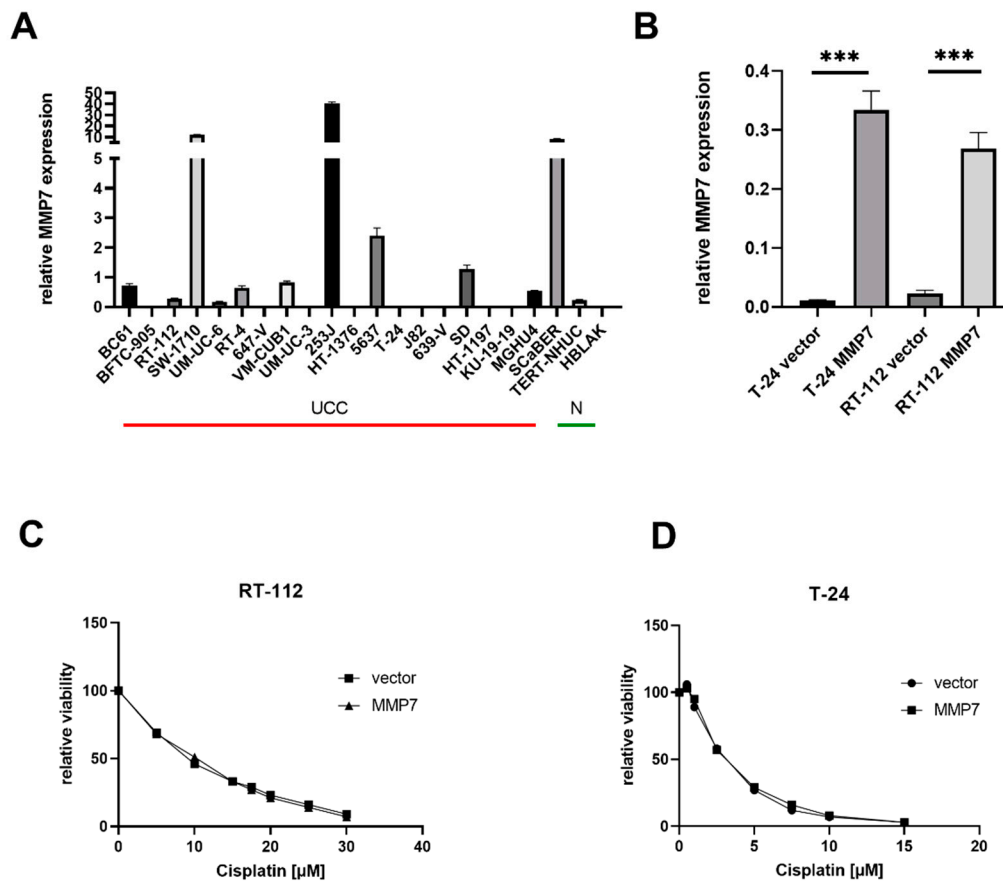 A
relative MMP7 expression
50
40
30
20
10
5
4
3
2
1
0
BC61
BFTC-905
RT-112
SW-1710
UM-UC-6
RT-4
647-V
VM-CUB1
UM-UC-3
253J
HT-1376
5637
T-24
J82
639-V
SD
HT-1197
KU-19-19
MGHU4
SCaBER
TERT-NHUC
HBLAK
UCC
N
B
relative MMP7 expression
*** ***
0.4
0.3
0.2
0.1
0.0
T-24 vector
T-24 MMP7
RT-112 vector
RT-112 MMP7
C
RT-112
relative viability
150
100
50
0
0 10 20 30 40
Cisplatin [µM]
vector
MMP7
D
T-24
relative viability
150
100
50
0
0 5 10 15 20
Cisplatin [µM]
vector
MMP7